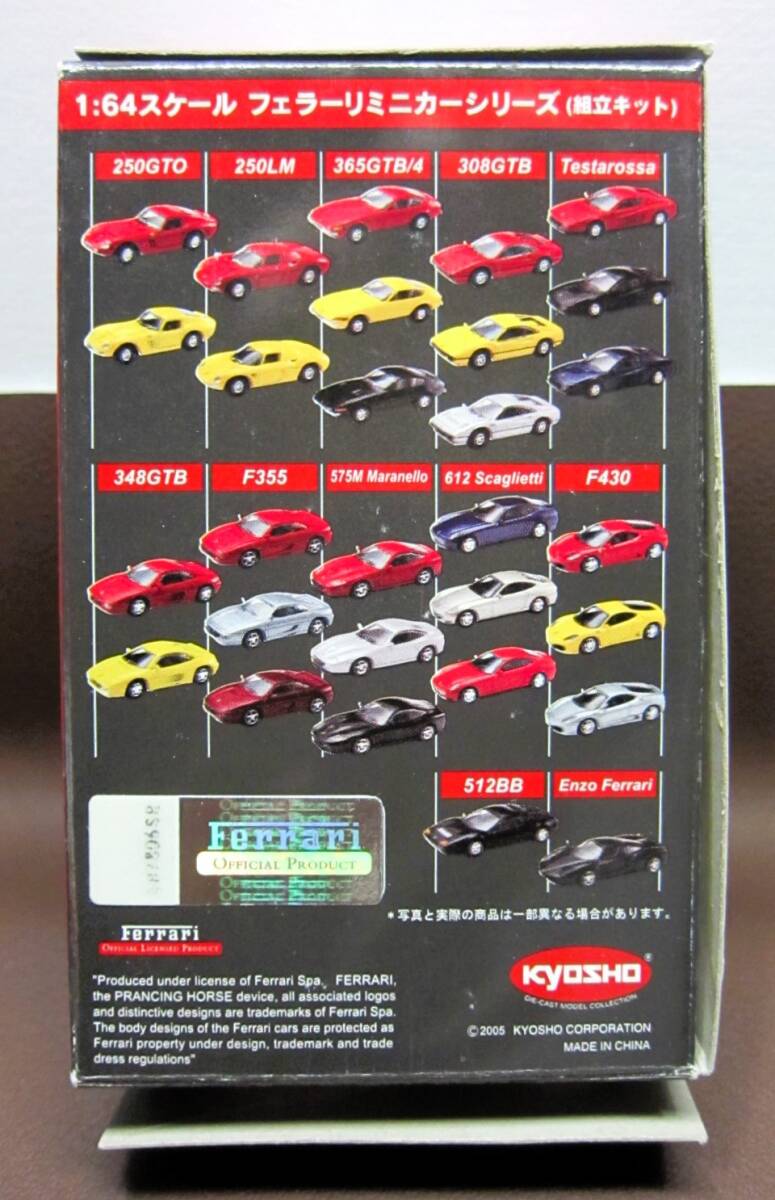 1:64スケール フェラーリミニカーシリーズ (組立キット)
250GTO 250LM 365GTB/4 308GTB Testarossa
348GTB F355 575M Maranello 612 Scaglietti F430
512BB Enzo Ferrari
Official Product
Ferrari
Official Product
Official Product
Official Product
*写真と実際の商品は一部異なる場合があります。
Ferrari
Official Licensed Product
KYOSHO
DIE-CAST MODEL COLLECTION
"Produced under license of Ferrari Spa. FERRARI,
the PRANCING HORSE device, all associated logos
and distinctive designs are trademarks of Ferrari Spa.
The body designs of the Ferrari cars are protected as
Ferrari property under design, trademark and trade
dress regulations"
©2005 KYOSHO CORPORATION
MADE IN CHINA